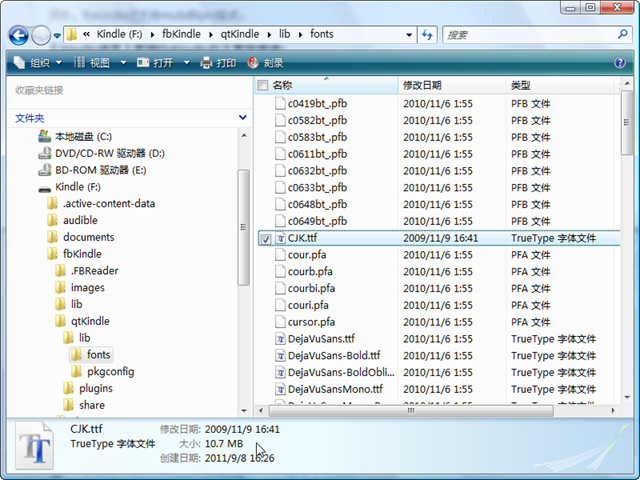 « Kindle (F:) ▸ fbKindle ▸ qtKindle ▸ lib ▸ fonts 搜索
组织 视图 打开 打印 刻录
收藏夹链接
文件夹
本地磁盘 (C:)
DVD/CD-RW 驱动器 (D:)
BD-ROM 驱动器 (E:)
Kindle (F:)
.active-content-data
audible
documents
fbKindle
.FBReader
images
lib
qtKindle
lib
fonts
pkgconfig
plugins
share
名称 修改日期 类型
c0419bt_.pfb 2010/11/6 1:55 PFB 文件
c0582bt_.pfb 2010/11/6 1:55 PFB 文件
c0583bt_.pfb 2010/11/6 1:55 PFB 文件
c0611bt_.pfb 2010/11/6 1:55 PFB 文件
c0632bt_.pfb 2010/11/6 1:55 PFB 文件
c0633bt_.pfb 2010/11/6 1:55 PFB 文件
c0648bt_.pfb 2010/11/6 1:55 PFB 文件
c0649bt_.pfb 2010/11/6 1:55 PFB 文件
CJK.ttf 2009/11/9 16:41 TrueType 字体文件
cour.pfa 2010/11/6 1:55 PFA 文件
courb.pfa 2010/11/6 1:55 PFA 文件
courbi.pfa 2010/11/6 1:55 PFA 文件
couri.pfa 2010/11/6 1:55 PFA 文件
cursor.pfa 2010/11/6 1:55 PFA 文件
DejaVuSans.ttf 2010/11/6 1:55 TrueType 字体文件
DejaVuSans-Bold.ttf 2010/11/6 1:55 TrueType 字体文件
DejaVuSans-BoldObli... 2010/11/6 1:55 TrueType 字体文件
DejaVuSansMono.ttf 2010/11/6 1:55 TrueType 字体文件
CJK.ttf 修改日期: 2009/11/9 16:41
TrueType 字体文件 大小: 10.7 MB
创建日期: 2011/9/8 16:26